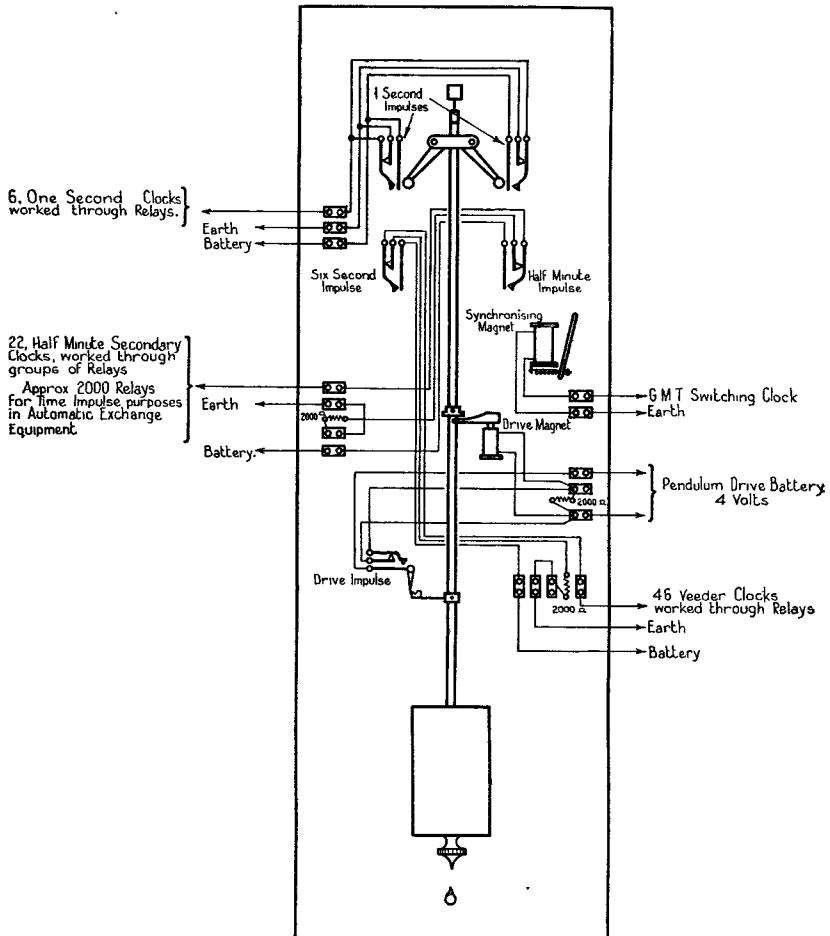 1 Second
Impulses
6, One Second Clocks
worked through Relays.
Earth
Battery
Six Second
Impulse
Half Minute
Impulse
Synchronising
Magnet
22, Half Minute Secondary
Clocks, worked through
groups of Relays
Approx 2000 Relays
for Time Impulse purposes
in Automatic Exchange
Equipment
Earth
2000 Ω
Battery.
G M T Switching Clock
Earth
Drive Magnet
Pendulum Drive Battery
4 Volts
2000 Ω
Drive Impulse
2000 Ω
46 Veeder Clocks
worked through Relays
Earth
Battery